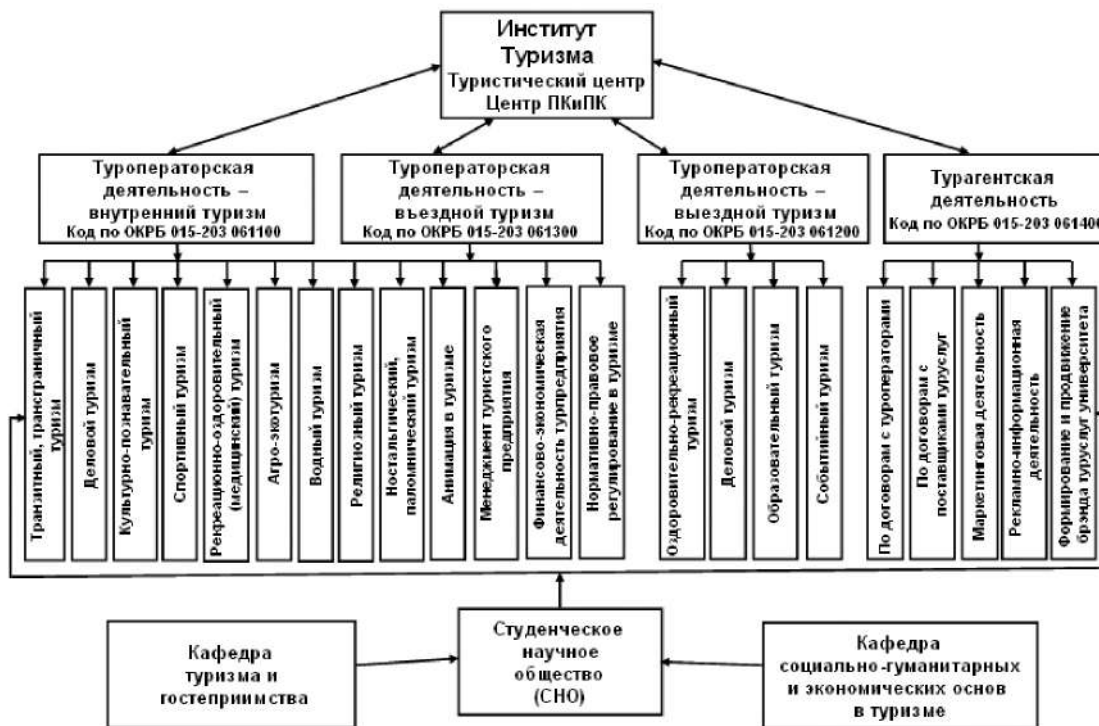 Институт
Туризма
Туристический центр
Центр ПКиПК
Туроператорская
деятельность –
внутренний туризм
Код по ОКРБ 015-203 061100
Туроператорская
деятельность –
въездной туризм
Код по ОКРБ 015-203 061300
Туроператорская
деятельность –
выездной туризм
Код по ОКРБ 015-203 061200
Турагентская
деятельность
Код по ОКРБ 015-203 061400
Транзитный, трансграничный
туризм
Деловой туризм
Культурно-познавательный
туризм
Спортивный туризм
Рекреационно-оздоровительный
(медицинский) туризм
Агро-экотуризм
Водный туризм
Религиозный туризм
Ностальгический,
паломнический туризм
Анимация в туризме
Менеджмент туристского
предприятия
Финансово-экономическая
деятельность турпредприятия
Нормативно-правовое
регулирование в туризме
Оздоровительно-рекреационный
туризм
Деловой туризм
Образовательный туризм
Событийный туризм
По договорам с туроператорами
По договорам с
поставщиками туруслуг
Маркетинговая деятельность
Рекламно-информационная
деятельность
Формирование и продвижение
брэнда туруслуг университета
Кафедра
туризма и
гостеприимства
Студенческое
научное
общество
(СНО)
Кафедра
социально-гуманитарных
и экономических основ
в туризме